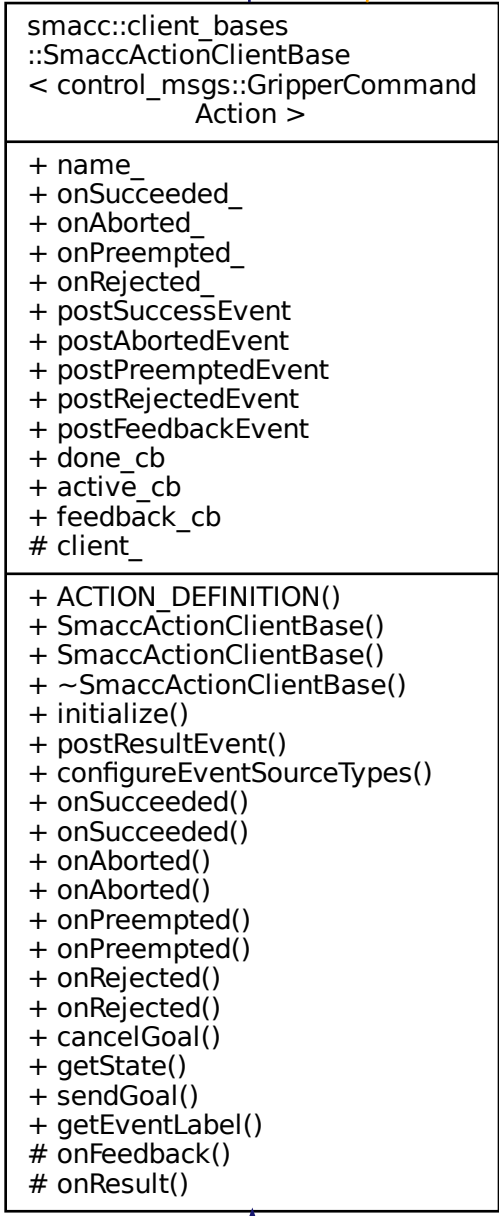 smacc::client_bases
::SmaccActionClientBase
< control_msgs::GripperCommand
Action >
+ name_
+ onSucceeded_
+ onAborted_
+ onPreempted_
+ onRejected_
+ postSuccessEvent
+ postAbortedEvent
+ postPreemptedEvent
+ postRejectedEvent
+ postFeedbackEvent
+ done_cb
+ active_cb
+ feedback_cb
# client_
+ ACTION_DEFINITION()
+ SmaccActionClientBase()
+ SmaccActionClientBase()
+ ~SmaccActionClientBase()
+ initialize()
+ postResultEvent()
+ configureEventSourceTypes()
+ onSucceeded()
+ onSucceeded()
+ onAborted()
+ onAborted()
+ onPreempted()
+ onPreempted()
+ onRejected()
+ onRejected()
+ cancelGoal()
+ getState()
+ sendGoal()
+ getEventLabel()
# onFeedback()
# onResult()